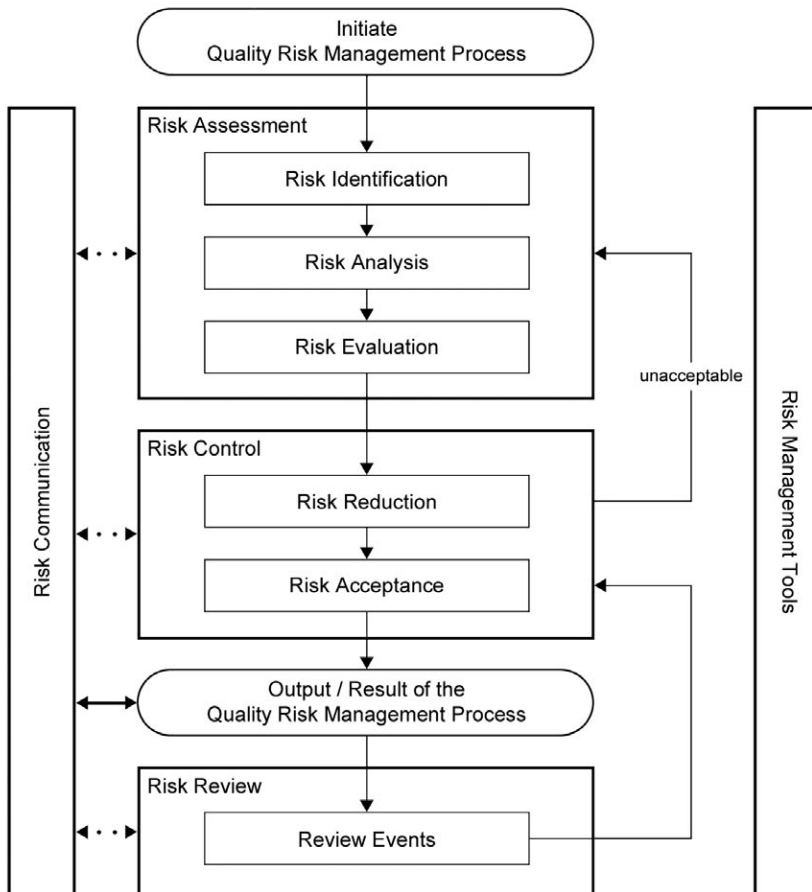 Initiate
Quality Risk Management Process
Risk Assessment
Risk Identification
Risk Analysis
Risk Evaluation
unacceptable
Risk Communication
Risk Management Tools
Risk Control
Risk Reduction
Risk Acceptance
Output / Result of the
Quality Risk Management Process
Risk Review
Review Events